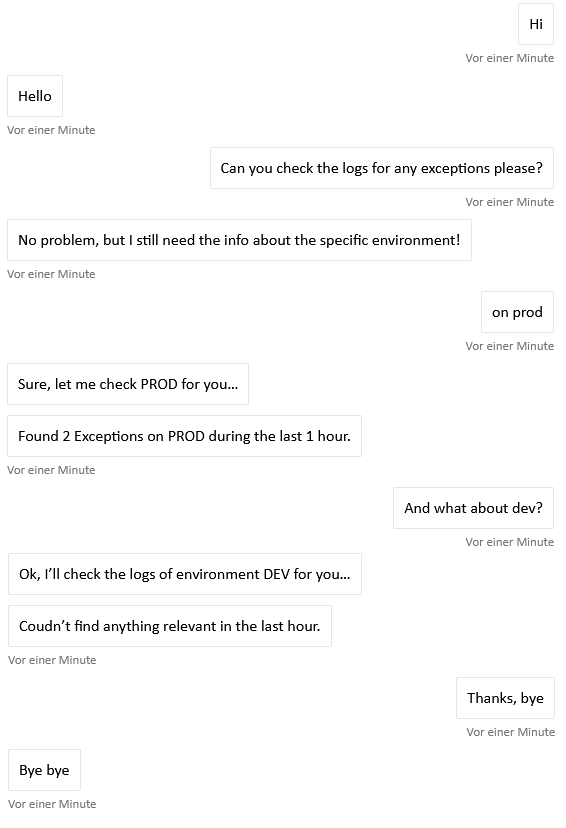 Hi
Vor einer Minute
Hello
Vor einer Minute
Can you check the logs for any exceptions please?
Vor einer Minute
No problem, but I still need the info about the specific environment!
Vor einer Minute
on prod
Vor einer Minute
Sure, let me check PROD for you...
Found 2 Exceptions on PROD during the last 1 hour.
Vor einer Minute
And what about dev?
Vor einer Minute
Ok, I’ll check the logs of environment DEV for you...
Coudn’t find anything relevant in the last hour.
Vor einer Minute
Thanks, bye
Vor einer Minute
Bye bye
Vor einer Minute